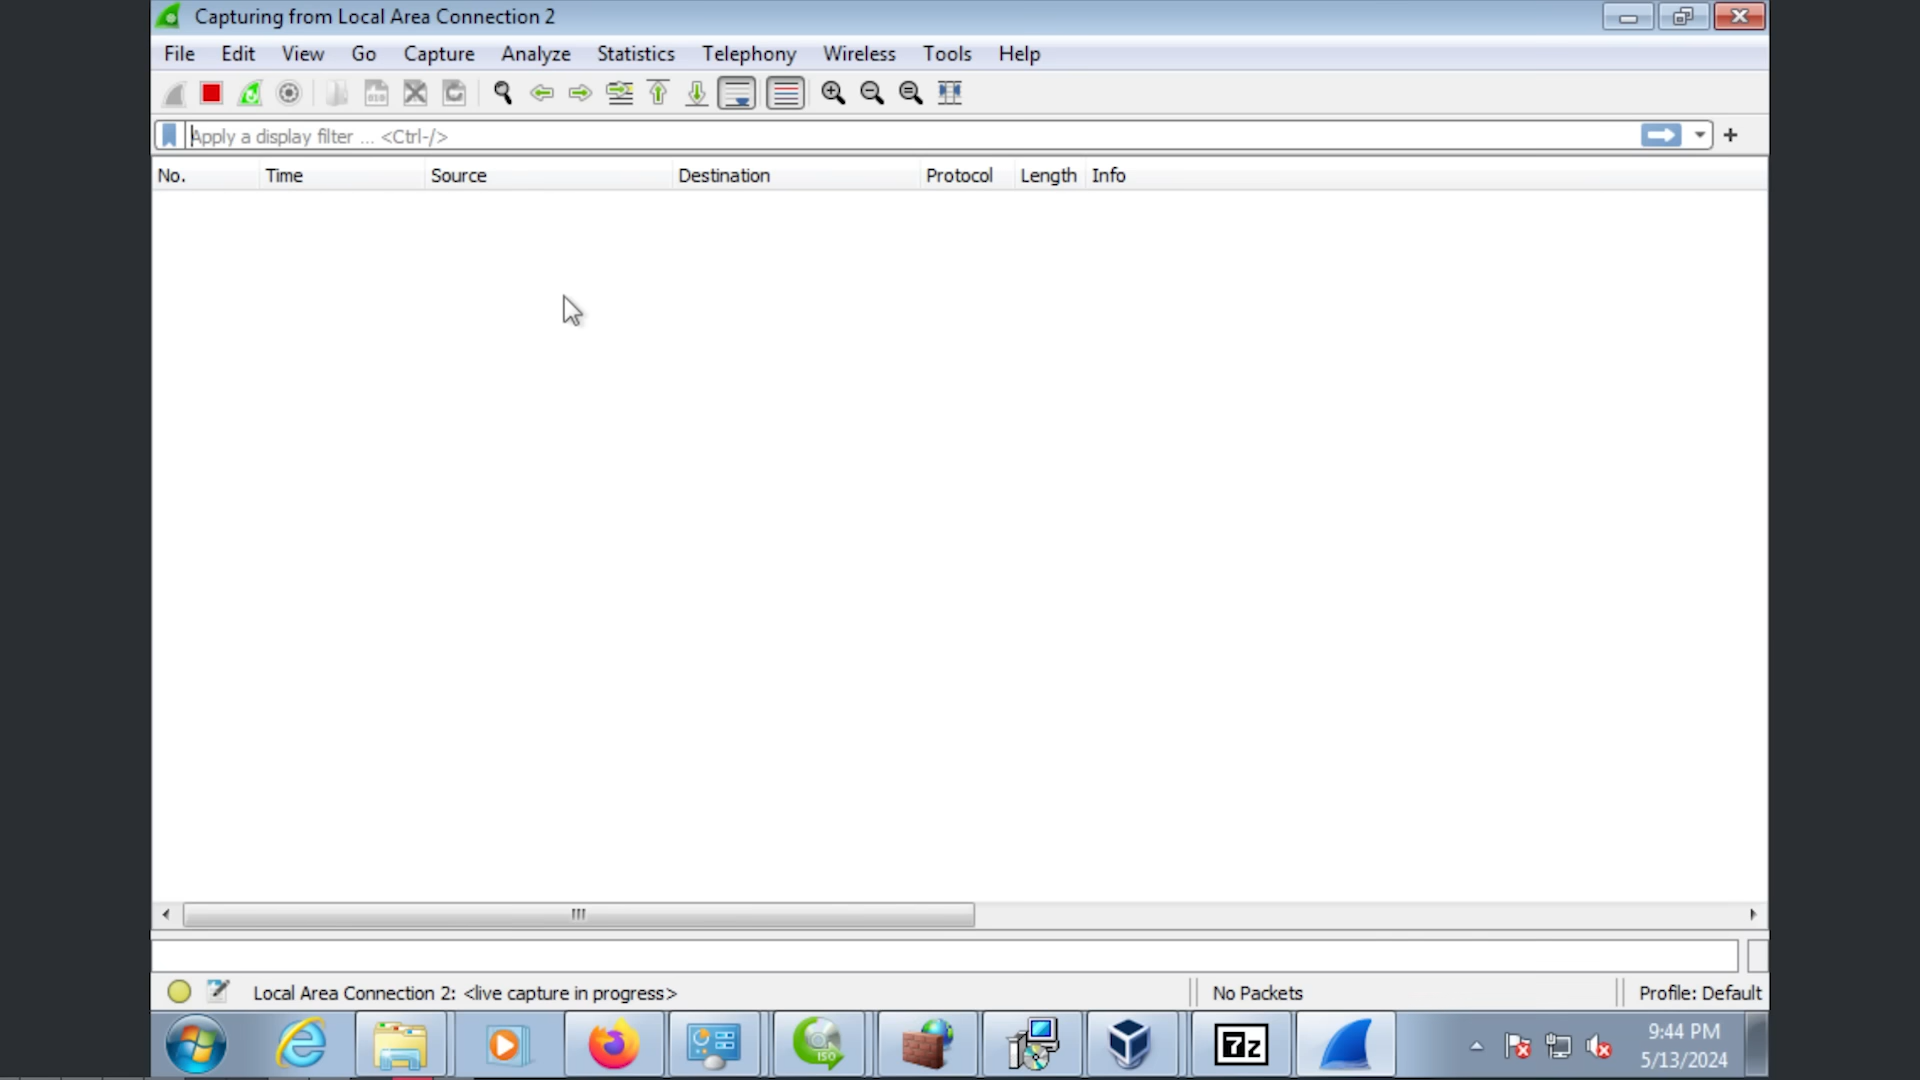 Capturing from Local Area Connection 2
File Edit View Go Capture Analyze Statistics Telephony Wireless Tools Help
Apply a display filter ... <Ctrl-/>
No. Time Source Destination Protocol Length Info
Local Area Connection 2: <live capture in progress> No Packets Profile: Default
ISO
7z
9:44 PM
5/13/2024